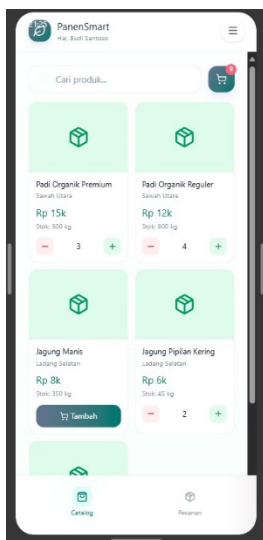 PanenSmart
Hai, Budi Santoso
Cari produk...
9
Padi Organik Premium
Sawah Utara
Rp 15k
Stok: 500 kg
− 3 +
Padi Organik Reguler
Sawah Utara
Rp 12k
Stok: 800 kg
− 4 +
Jagung Manis
Ladang Selatan
Rp 8k
Stok: 350 kg
Tambah
Jagung Pipilan Kering
Ladang Selatan
Rp 6k
Stok: 45 kg
− 2 +
Catalog
Pesanan